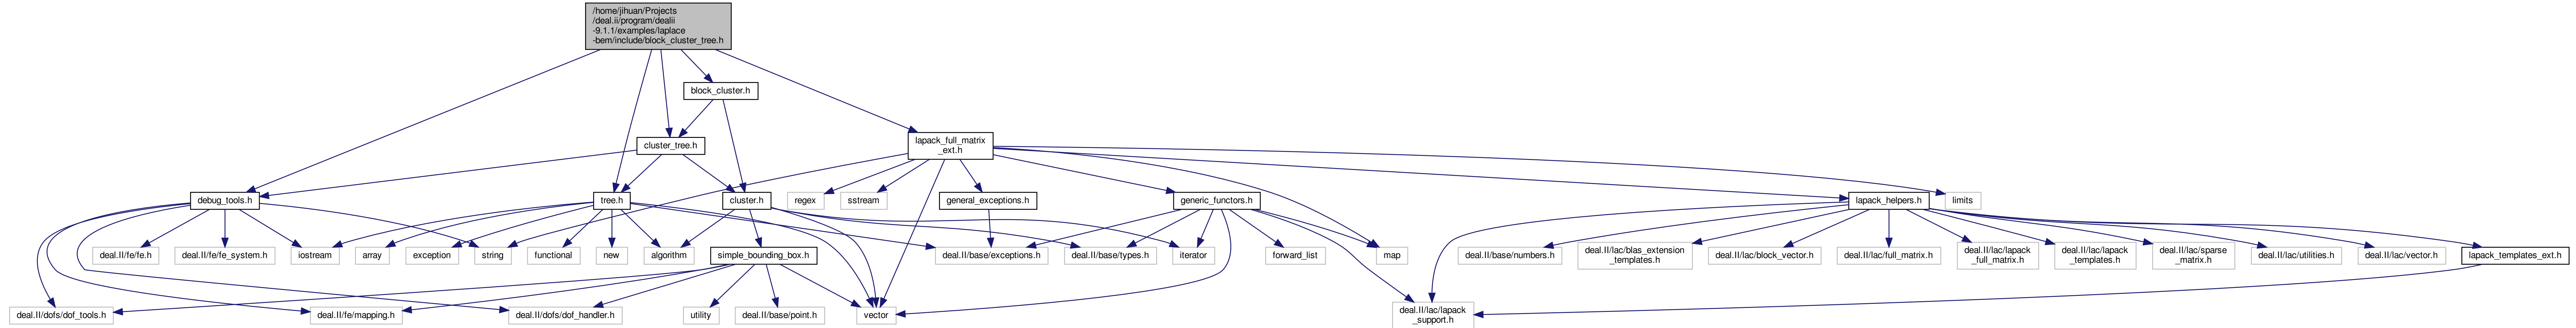 /home/jihuan/Projects
/deal.ii/program/dealii
-9.1.1/examples/laplace
-bem/include/block_cluster_tree.h
block_cluster.h
cluster_tree.h
lapack_full_matrix
_ext.h
debug_tools.h
tree.h
cluster.h
regex
sstream
general_exceptions.h
generic_functors.h
lapack_helpers.h
limits
deal.II/fe/fe.h
deal.II/fe/fe_system.h
iostream
array
exception
string
functional
new
algorithm
simple_bounding_box.h
deal.II/base/exceptions.h
deal.II/base/types.h
iterator
forward_list
map
deal.II/base/numbers.h
deal.II/lac/blas_extension
_templates.h
deal.II/lac/block_vector.h
deal.II/lac/full_matrix.h
deal.II/lac/lapack
_full_matrix.h
deal.II/lac/lapack
_templates.h
deal.II/lac/sparse
_matrix.h
deal.II/lac/utilities.h
deal.II/lac/vector.h
lapack_templates_ext.h
deal.II/dofs/dof_tools.h
deal.II/fe/mapping.h
deal.II/dofs/dof_handler.h
utility
deal.II/base/point.h
vector
deal.II/lac/lapack
_support.h